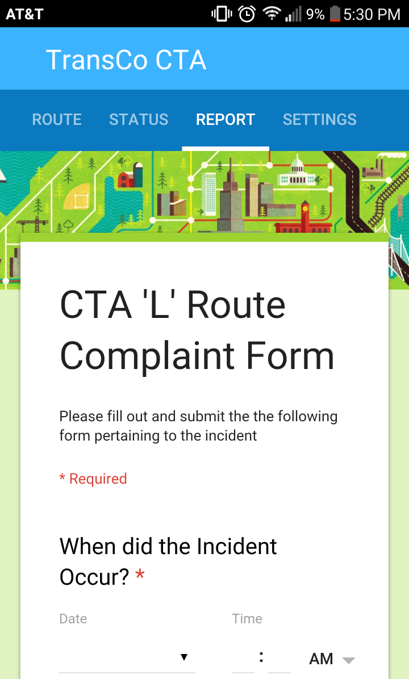 AT&T 9% 5:30 PM
TransCo CTA
ROUTE STATUS REPORT SETTINGS
CTA 'L' Route
Complaint Form
Please fill out and submit the the following
form pertaining to the incident
* Required
When did the Incident
Occur? *
Date Time
: AM